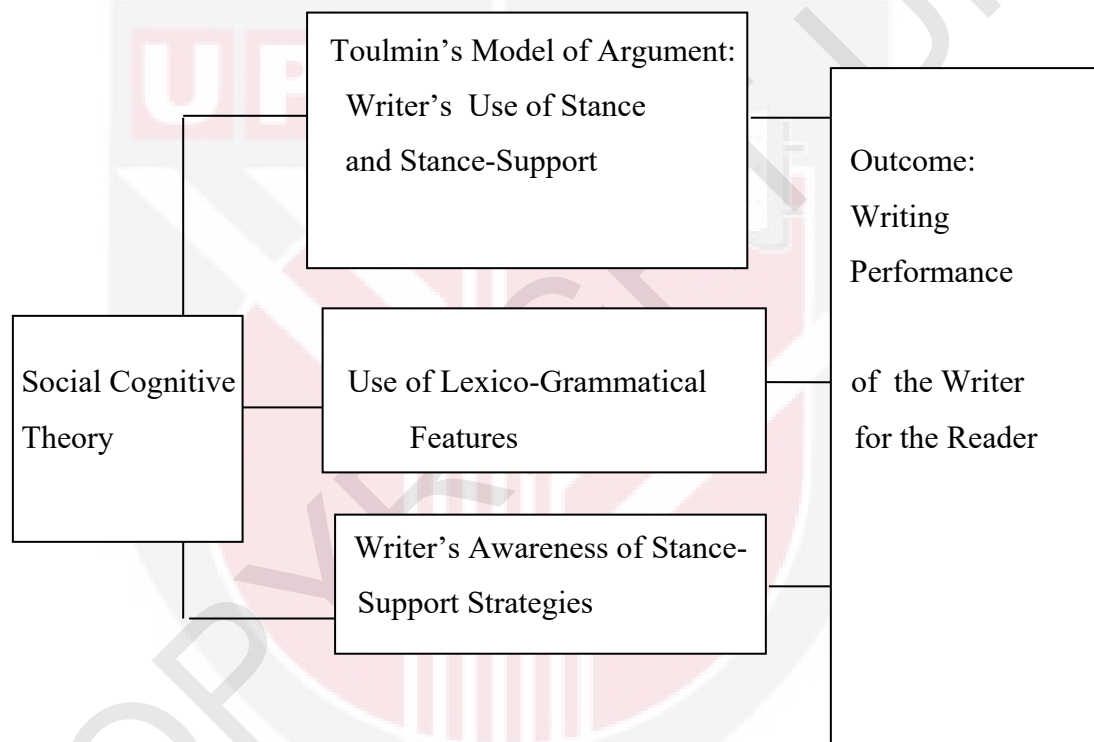 Toulmin's Model of Argument:
Writer's Use of Stance
and Stance-Support
Social Cognitive
Theory
Use of Lexico-Grammatical
Features
Writer's Awareness of Stance-
Support Strategies
Outcome:
Writing
Performance
of the Writer
for the Reader